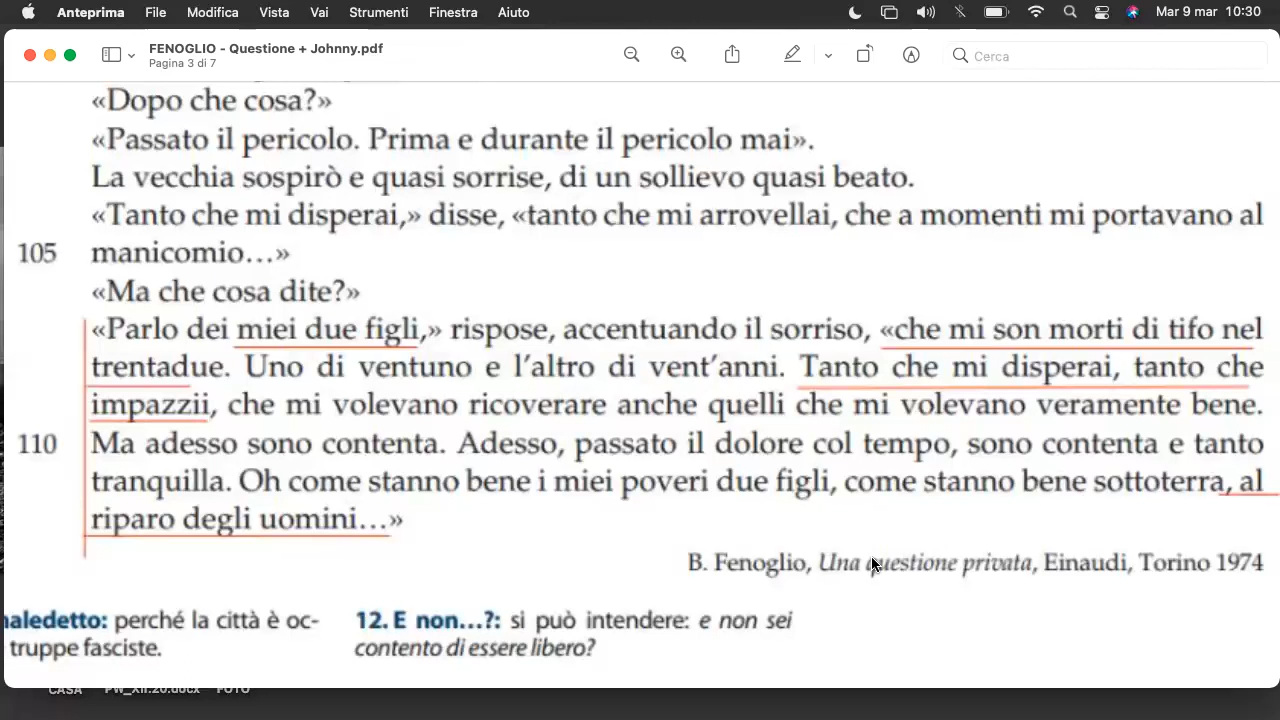 Anteprima File Modifica Vista Vai Strumenti Finestra Aiuto Mar 9 mar 10:30
FENOGLIO - Questione + Johnny.pdf
Pagina 3 di 7
Cerca
«Dopo che cosa?»
«Passato il pericolo. Prima e durante il pericolo mai».
La vecchia sospirò e quasi sorrise, di un sollievo quasi beato.
«Tanto che mi disperai,» disse, «tanto che mi arrovellai, che a momenti mi portavano al
105 manicomio...»
«Ma che cosa dite?»
«Parlo dei miei due figli,» rispose, accentuando il sorriso, «che mi son morti di tifo nel
trentadue. Uno di ventuno e l'altro di vent'anni. Tanto che mi disperai, tanto che
impazzii, che mi volevano ricoverare anche quelli che mi volevano veramente bene.
110 Ma adesso sono contenta. Adesso, passato il dolore col tempo, sono contenta e tanto
tranquilla. Oh come stanno bene i miei poveri due figli, come stanno bene sottoterra, al
riparo degli uomini...»
B. Fenoglio, Una questione privata, Einaudi, Torino 1974
maledetto: perché la città è oc-
truppe fasciste.
12. E non...?: si può intendere: e non sei
contento di essere libero?
CASA PW_XII.20.docx FOTO